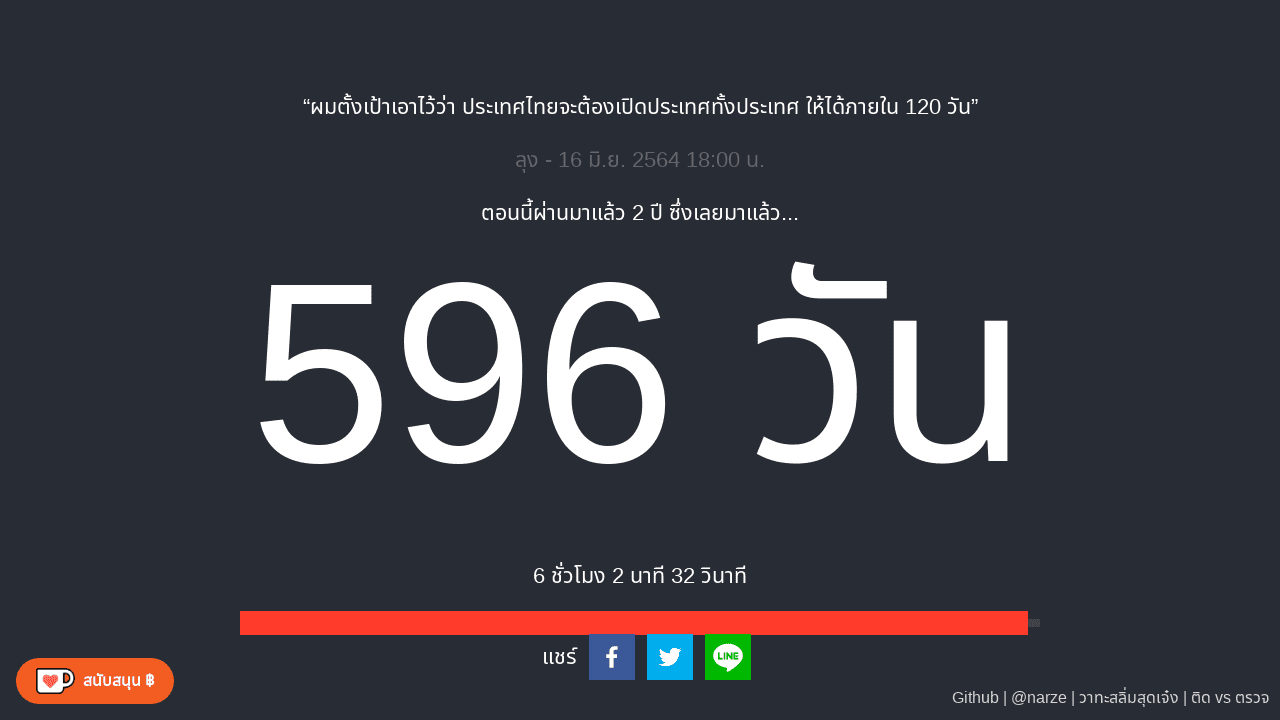 “ผมตั้งเป้าเอาไว้ว่า ประเทศไทยจะต้องเปิดประเทศทั้งประเทศ ให้ได้ภายใน 120 วัน”
ลุง - 16 มิ.ย. 2564 18:00 น.
ตอนนี้ผ่านมาแล้ว 2 ปี ซึ่งเลยมาแล้ว...
596 วัน
6 ชั่วโมง 2 นาที 32 วินาที
แชร์
LINE
สนับสนุน ฿
Github | @narze | วาทะสลิ่มสุดเจ๋ง | ติด vs ตรวจ